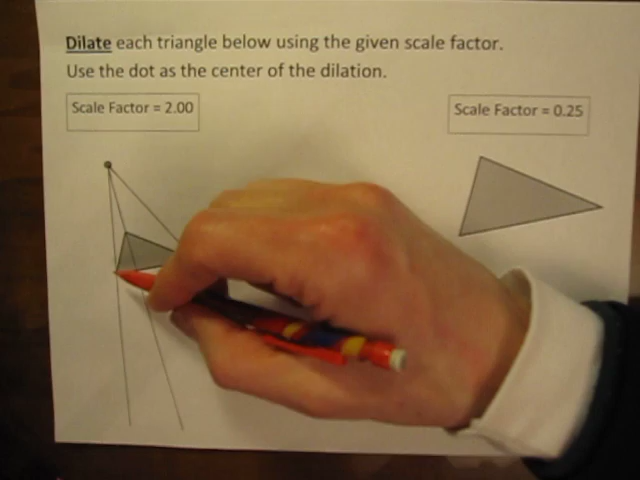 Dilate each triangle below using the given scale factor.
Use the dot as the center of the dilation.
Scale Factor = 2.00
Scale Factor = 0.25